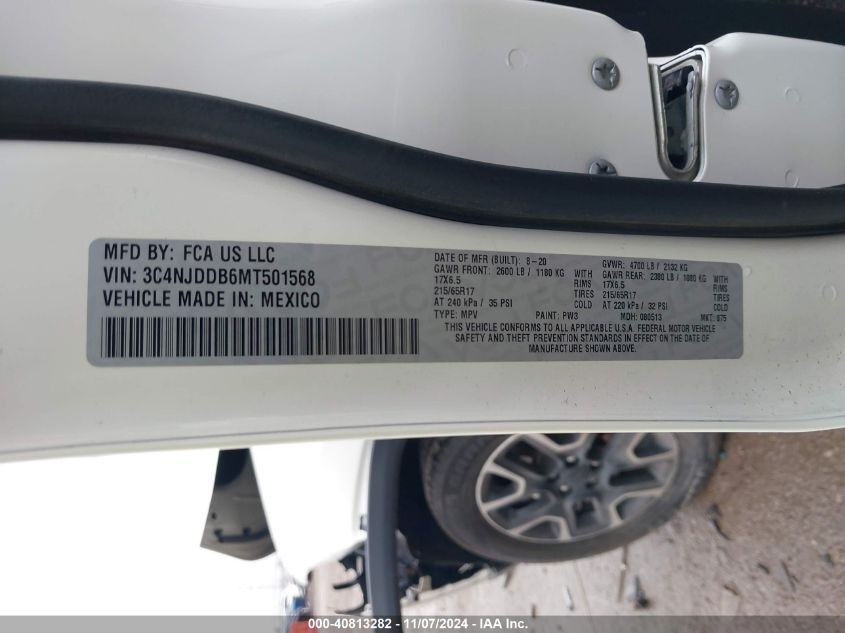 MFD BY: FCA US LLC
VIN: 3C4NJDDB6MT501568
VEHICLE MADE IN: MEXICO
DATE OF MFR (BUILT): 8-20 GVWR: 4700 LB / 2132 KG
GAWR FRONT: 2600 LB / 1180 KG WITH GAWR REAR: 2380 LB / 1080 KG WITH
17X6.5 RIMS 17X6.5 RIMS
215/65R17 TIRES 215/65R17 TIRES
AT 240 kPa / 35 PSI COLD AT 220 kPa / 32 PSI COLD
TYPE: MPV PAINT: PW3 MDH: 080513 MKT: 875
THIS VEHICLE CONFORMS TO ALL APPLICABLE U.S.A. FEDERAL MOTOR VEHICLE
SAFETY AND THEFT PREVENTION STANDARDS IN EFFECT ON THE DATE OF
MANUFACTURE SHOWN ABOVE.
000-40813282 - 11/07/2024 - IAA Inc.